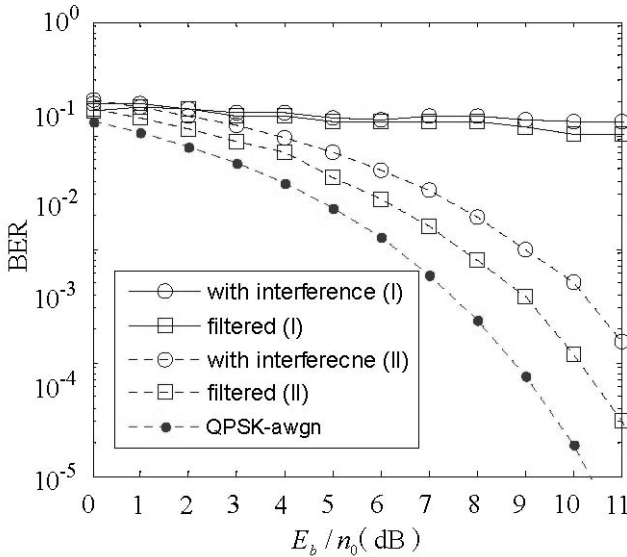 10^0
10^-1
10^-2
10^-3
10^-4
10^-5
BER
with interference (I)
filtered (I)
with interferecne (II)
filtered (II)
QPSK-awgn
0 1 2 3 4 5 6 7 8 9 10 11
E_b / n_0 (dB)